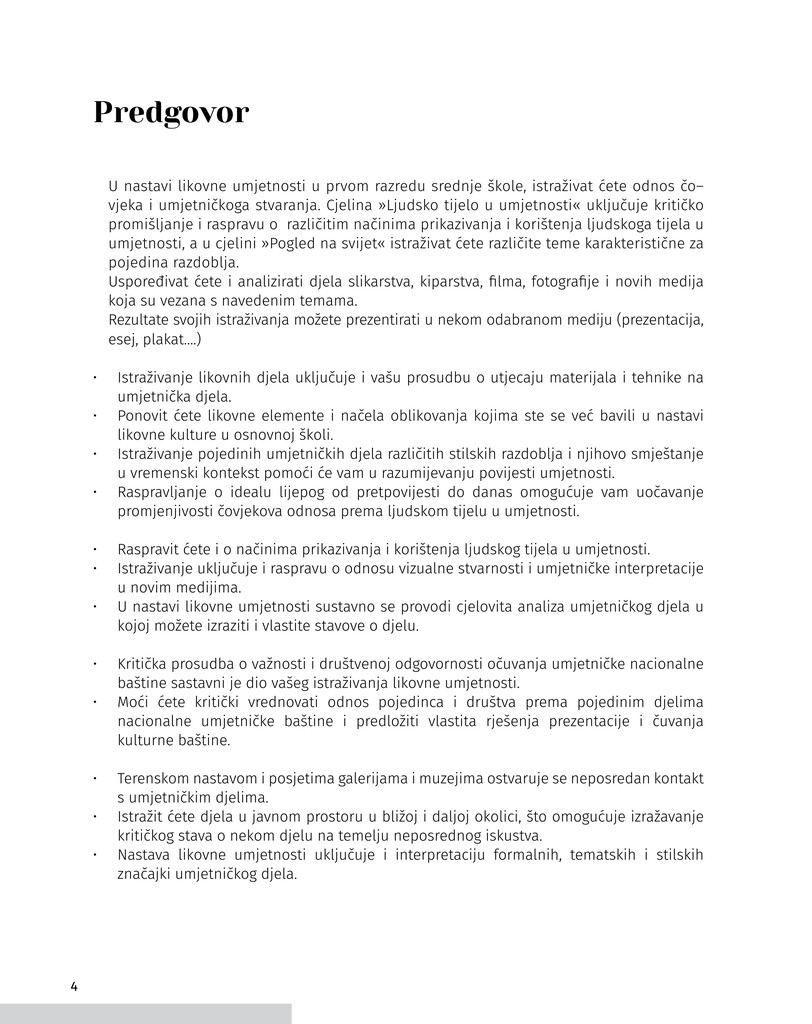 Predgovor
U nastavi likovne umjetnosti u prvom razredu srednje škole, istraživat ćete odnos čo–
vjeka i umjetničkoga stvaranja. Cjelina »Ljudsko tijelo u umjetnosti« uključuje kritičko
promišljanje i raspravu o različitim načinima prikazivanja i korištenja ljudskoga tijela u
umjetnosti, a u cjelini »Pogled na svijet« istraživat ćete različite teme karakteristične za
pojedina razdoblja.
Uspoređivat ćete i analizirati djela slikarstva, kiparstva, filma, fotografije i novih medija
koja su vezana s navedenim temama.
Rezultate svojih istraživanja možete prezentirati u nekom odabranom mediju (prezentacija,
esej, plakat....)
· Istraživanje likovnih djela uključuje i vašu prosudbu o utjecaju materijala i tehnike na
umjetnička djela.
· Ponovit ćete likovne elemente i načela oblikovanja kojima ste se već bavili u nastavi
likovne kulture u osnovnoj školi.
· Istraživanje pojedinih umjetničkih djela različitih stilskih razdoblja i njihovo smještanje
u vremenski kontekst pomoći će vam u razumijevanju povijesti umjetnosti.
· Raspravljanje o idealu lijepog od pretpovijesti do danas omogućuje vam uočavanje
promjenjivosti čovjekova odnosa prema ljudskom tijelu u umjetnosti.
· Raspravit ćete i o načinima prikazivanja i korištenja ljudskog tijela u umjetnosti.
· Istraživanje uključuje i raspravu o odnosu vizualne stvarnosti i umjetničke interpretacije
u novim medijima.
· U nastavi likovne umjetnosti sustavno se provodi cjelovita analiza umjetničkog djela u
kojoj možete izraziti i vlastite stavove o djelu.
· Kritička prosudba o važnosti i društvenoj odgovornosti očuvanja umjetničke nacionalne
baštine sastavni je dio vašeg istraživanja likovne umjetnosti.
· Moći ćete kritički vrednovati odnos pojedinca i društva prema pojedinim djelima
nacionalne umjetničke baštine i predložiti vlastita rješenja prezentacije i čuvanja
kulturne baštine.
· Terenskom nastavom i posjetima galerijama i muzejima ostvaruje se neposredan kontakt
s umjetničkim djelima.
· Istražit ćete djela u javnom prostoru u bližoj i daljoj okolici, što omogućuje izražavanje
kritičkog stava o nekom djelu na temelju neposrednog iskustva.
· Nastava likovne umjetnosti uključuje i interpretaciju formalnih, tematskih i stilskih
značajki umjetničkog djela.
4